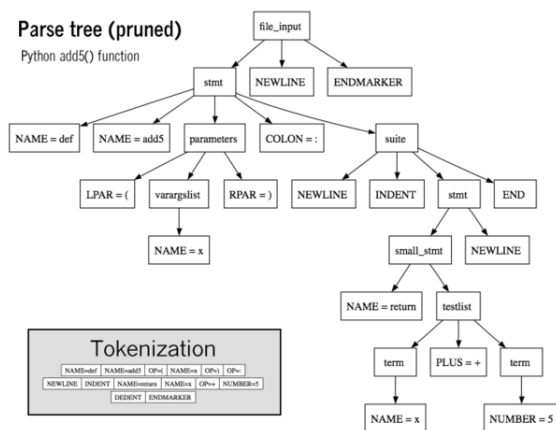 Parse tree (pruned)
Python add5() function
file_input
stmt NEWLINE ENDMARKER
NAME = def NAME = add5 parameters COLON = : suite
LPAR = ( varargslist RPAR = ) NEWLINE INDENT stmt END
NAME = x small_stmt NEWLINE
NAME = return testlist
term PLUS = + term
NAME = x NUMBER = 5
Tokenization
NAME=def NAME=add5 OP=( NAME=x OP=) OP=:
NEWLINE INDENT NAME=return NAME=x OP=+ NUMBER=5
DEDENT ENDMARKER